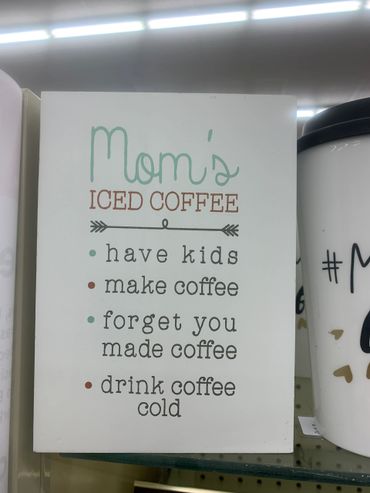 Mom's
ICED COFFEE
• have kids
• make coffee
• forget you
made coffee
• drink coffee
cold
#M